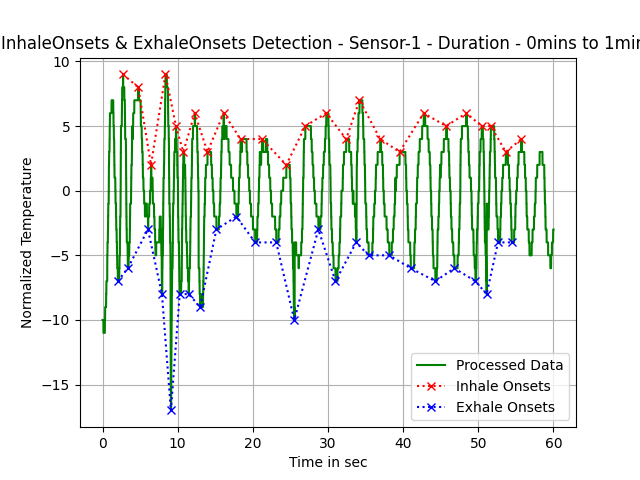 InhaleOnsets & ExhaleOnsets Detection - Sensor-1 - Duration - 0mins to 1min
10
5
0
−5
−10
−15
Normalized Temperature
0 10 20 30 40 50 60
Time in sec
Processed Data
Inhale Onsets
Exhale Onsets